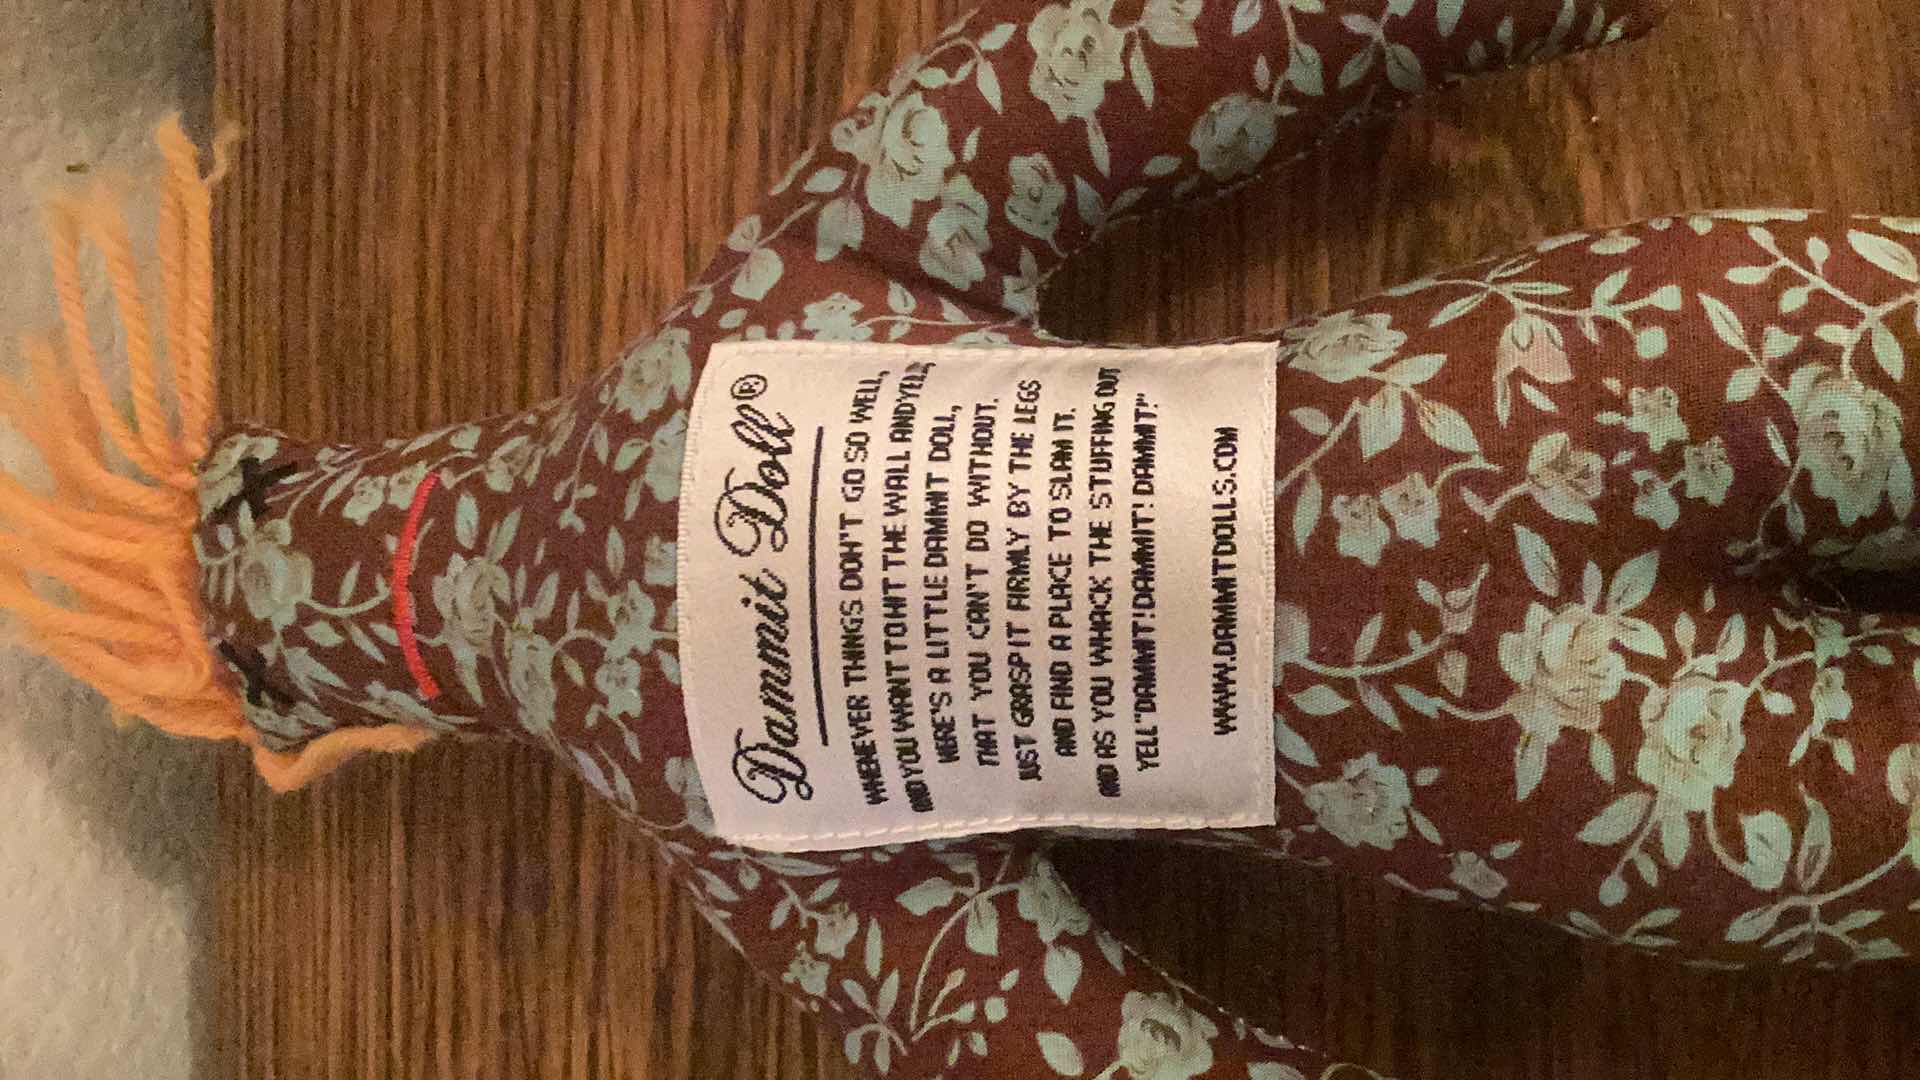 Dammit Doll®
WHENEVER THINGS DON'T GO SO WELL,
AND YOU WANT TO HIT THE WALL AND YELL,
HERE'S A LITTLE DAMMIT DOLL,
THAT YOU CAN'T DO WITHOUT.
JUST GRASP IT FIRMLY BY THE LEGS
AND FIND A PLACE TO SLAM IT.
AND AS YOU WHACK THE STUFFING OUT
YELL "DAMMIT! DAMMIT! DAMMIT!"
WWW.DAMMITDOLLS.COM